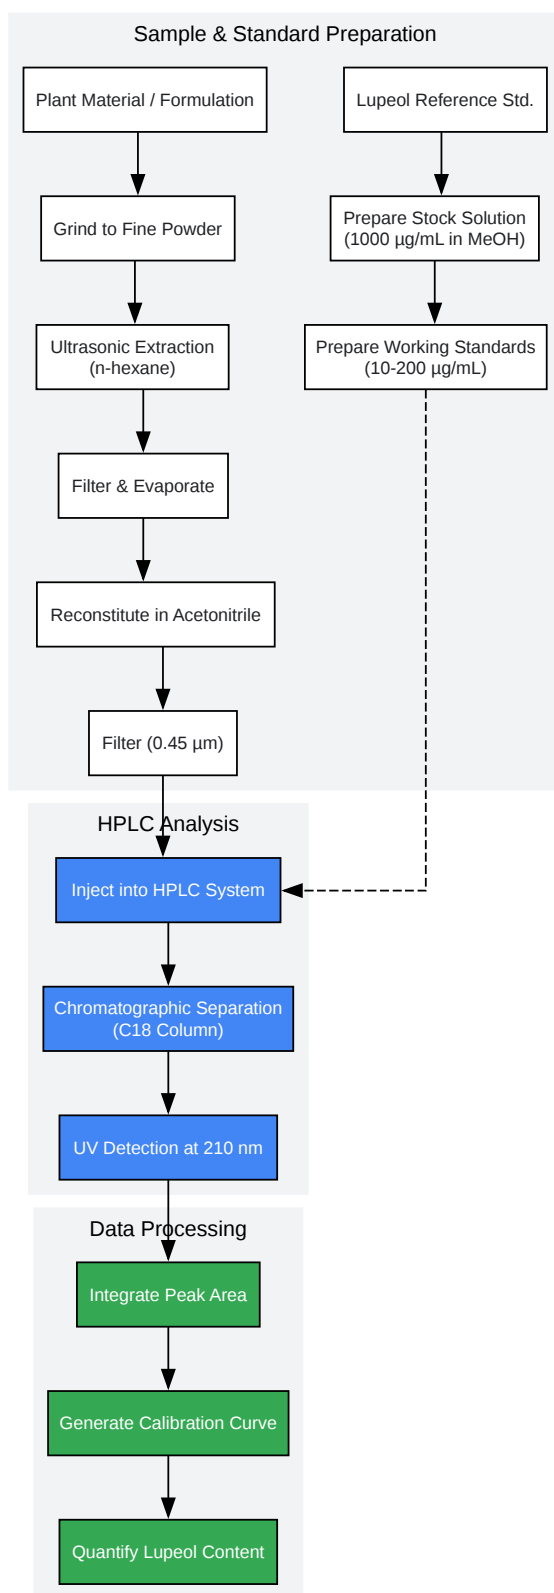 Sample & Standard Preparation
Plant Material / Formulation
Lupeol Reference Std.
Grind to Fine Powder
Prepare Stock Solution
(1000 µg/mL in MeOH)
Ultrasonic Extraction
(n-hexane)
Prepare Working Standards
(10-200 µg/mL)
Filter & Evaporate
Reconstitute in Acetonitrile
Filter (0.45 µm)
HPLC Analysis
Inject into HPLC System
Chromatographic Separation
(C18 Column)
UV Detection at 210 nm
Data Processing
Integrate Peak Area
Generate Calibration Curve
Quantify Lupeol Content